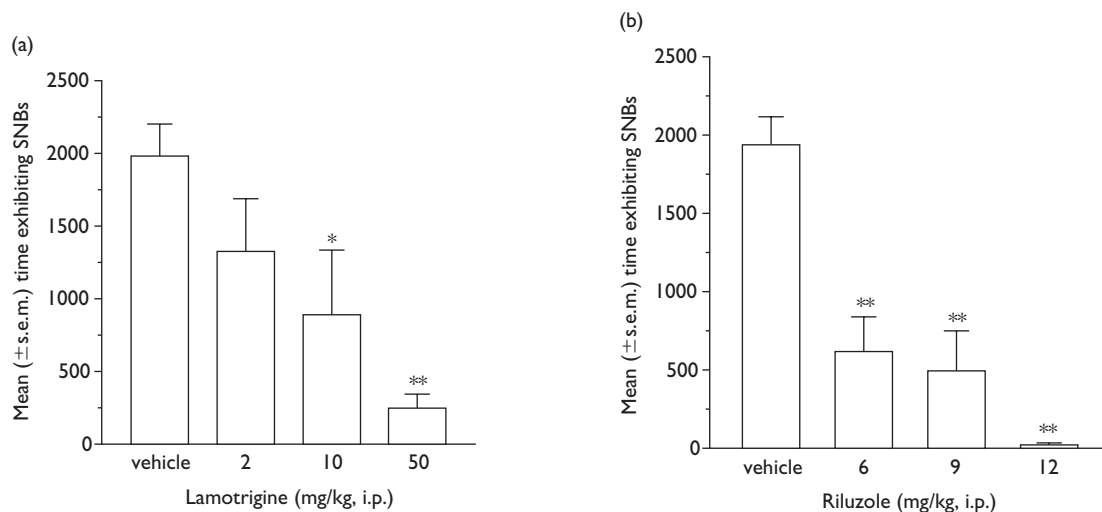 (a)
Mean (±s.e.m.) time exhibiting SNBs
2500
2000
1500
1000
500
0
*
**
vehicle 2 10 50
Lamotrigine (mg/kg, i.p.)
(b)
Mean (±s.e.m.) time exhibiting SNBs
2500
2000
1500
1000
500
0
**
**
**
vehicle 6 9 12
Riluzole (mg/kg, i.p.)